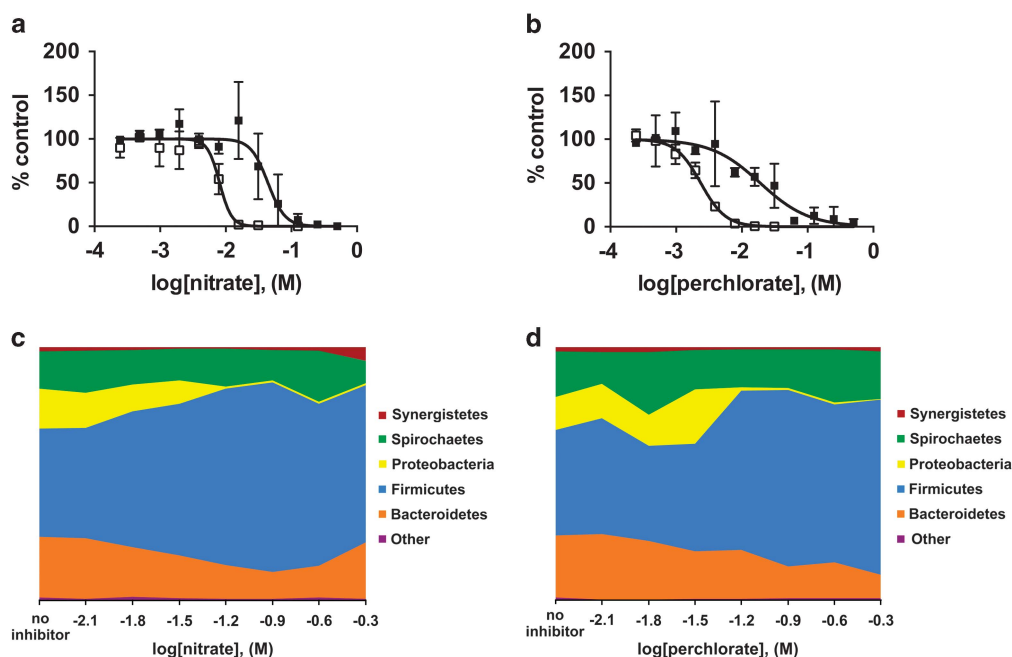 a
200
150
100
50
0
% control
-4 -3 -2 -1 0
log[nitrate], (M)
b
200
150
100
50
0
% control
-4 -3 -2 -1 0
log[perchlorate], (M)
c
Synergistetes
Spirochaetes
Proteobacteria
Firmicutes
Bacteroidetes
Other
no inhibitor -2.1 -1.8 -1.5 -1.2 -0.9 -0.6 -0.3
log[nitrate], (M)
d
Synergistetes
Spirochaetes
Proteobacteria
Firmicutes
Bacteroidetes
Other
no inhibitor -2.1 -1.8 -1.5 -1.2 -0.9 -0.6 -0.3
log[perchlorate], (M)